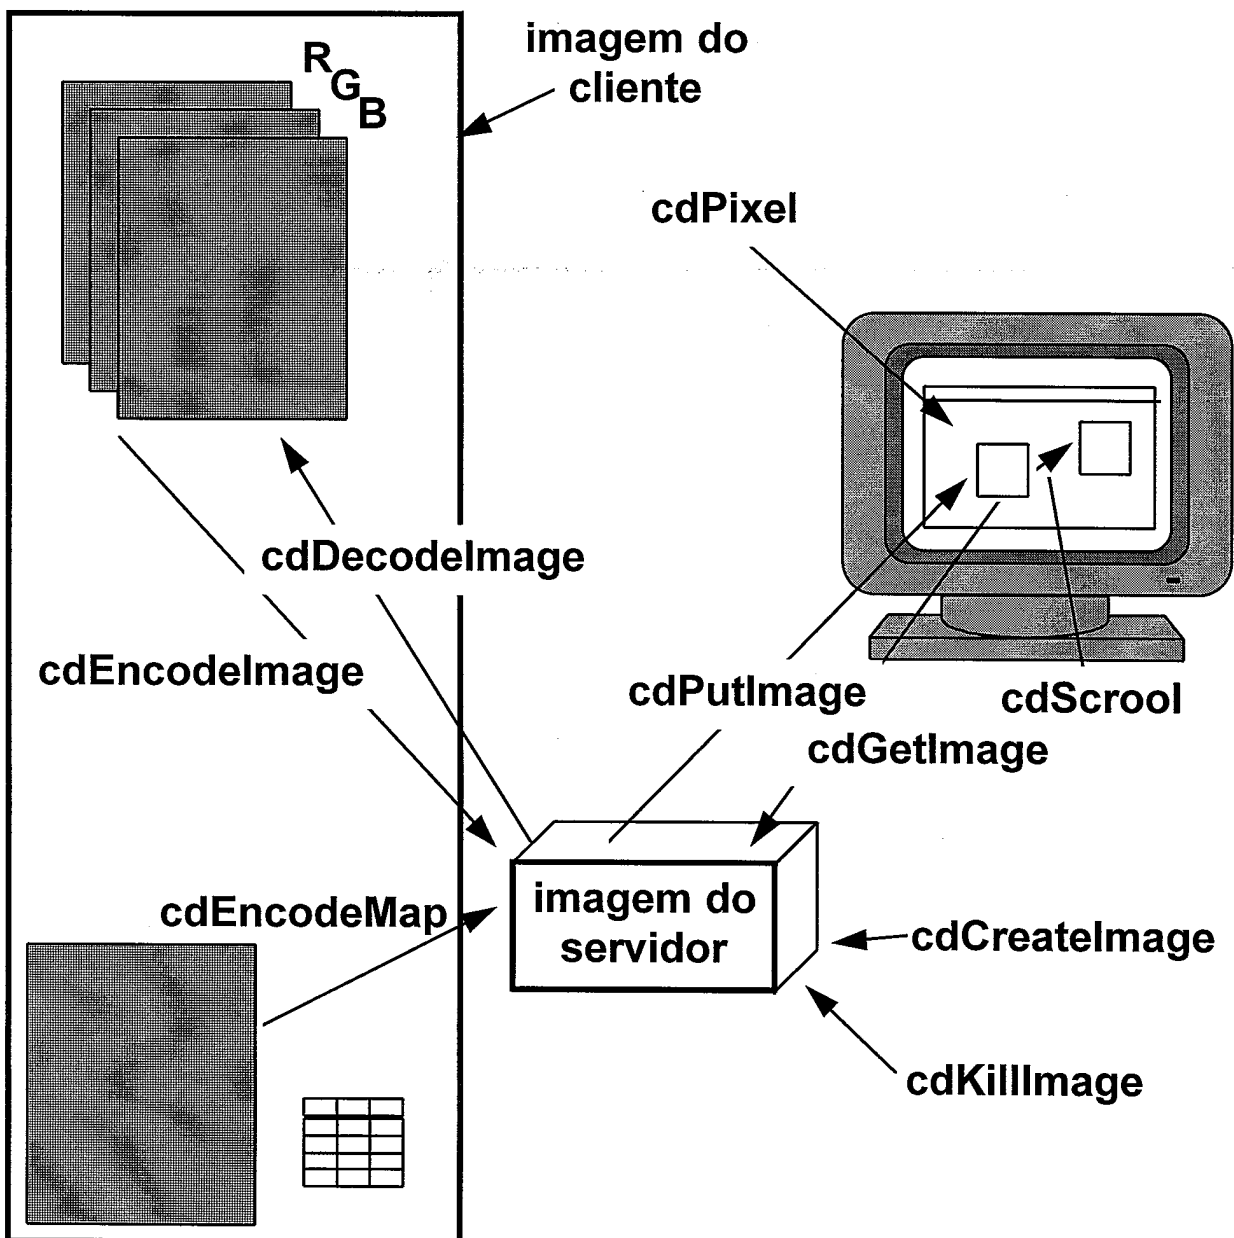 R
G
B
imagem do
cliente
cdPixel
cdDecodeImage
cdEncodeImage
cdPutImage
cdScrool
cdGetImage
cdEncodeMap
imagem do
servidor
cdCreateImage
cdKillImage